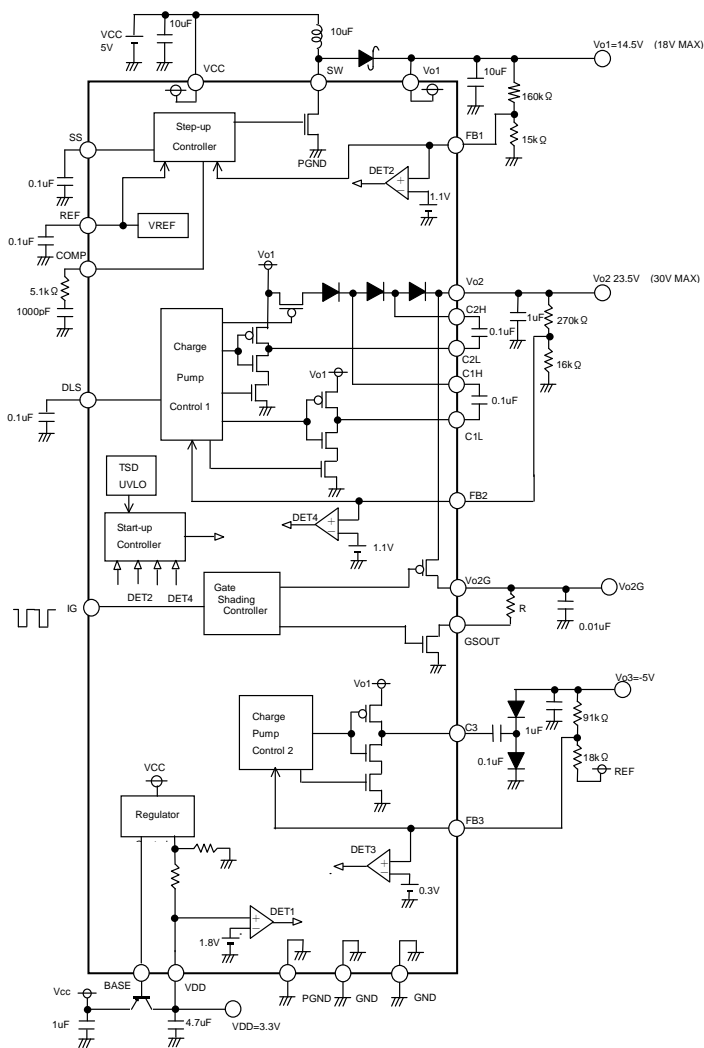 VCC
5V
10uF
10uF
Vo1=14.5V (18V MAX)
VCC
SW
Vo1
10uF
160kΩ
15kΩ
SS
Step-up
Controller
PGND
FB1
DET2
+
−
1.1V
0.1uF
REF
VREF
0.1uF
COMP
5.1kΩ
1000pF
Vo1
Vo2
Vo2 23.5V (30V MAX)
C2H
1uF
270kΩ
0.1uF
16kΩ
C2L
C1H
0.1uF
C1L
Charge
Pump
Control 1
Vo1
DLS
0.1uF
TSD
UVLO
Start-up
Controller
DET2 DET4
FB2
DET4
+
−
1.1V
IG
Gate
Shading
Controller
Vo2G
Vo2G
R
0.01uF
GSOUT
Vo1
Vo3=-5V
Charge
Pump
Control 2
C3
1uF
91kΩ
0.1uF
18kΩ
REF
FB3
VCC
Regulator
DET3
+
−
0.3V
DET1
+
−
1.8V
BASE
VDD
PGND
GND
GND
Vcc
1uF
4.7uF
VDD=3.3V